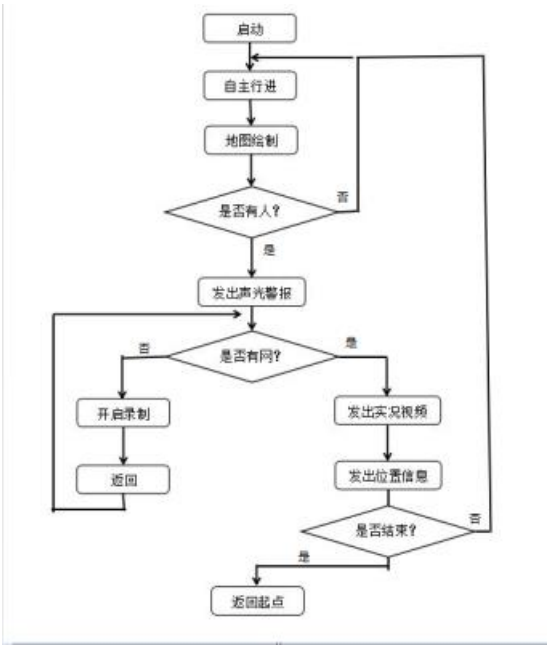 启动
自主行进
地图绘制
是否有人？
否
是
发出声光警报
是否有网？
否
是
开启录制
发出实况视频
返回
发出位置信息
是否结束？
否
是
返回起点